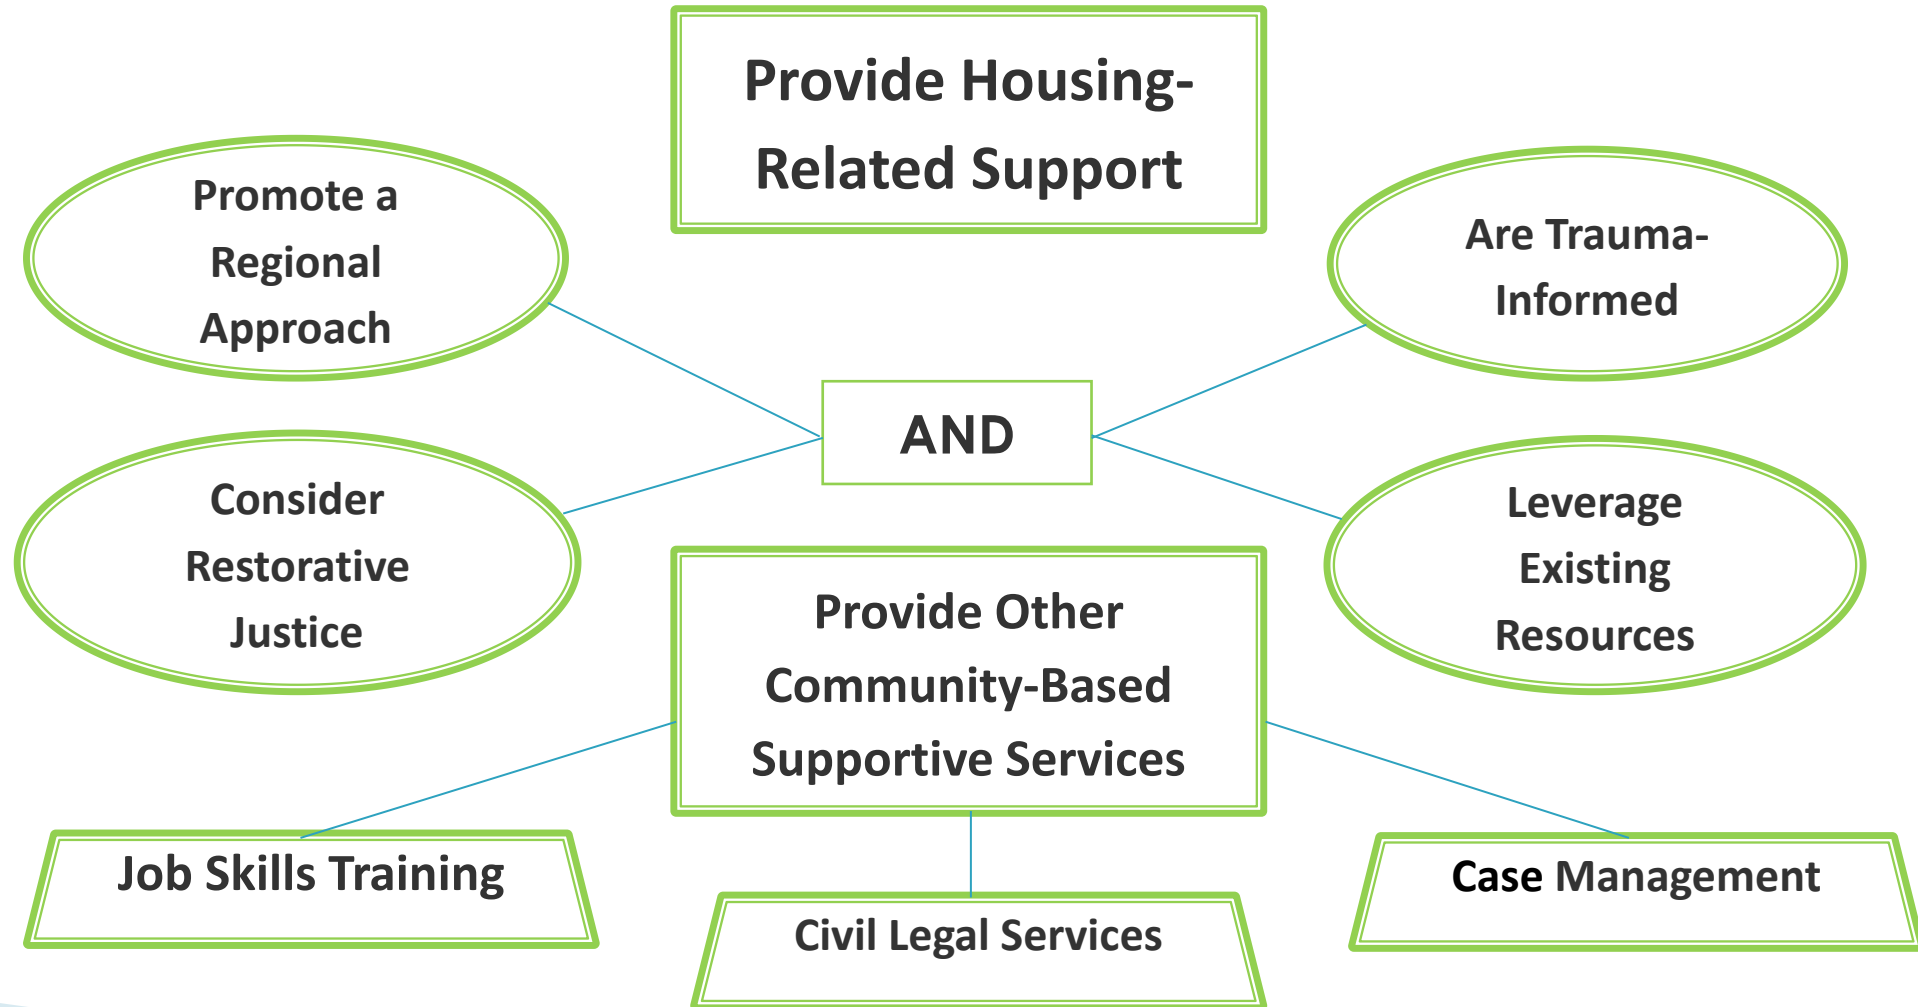 Provide Housing-
Related Support
Promote a
Regional
Approach
Are Trauma-
Informed
AND
Consider
Restorative
Justice
Leverage
Existing
Resources
Provide Other
Community-Based
Supportive Services
Job Skills Training
Civil Legal Services
Case Management